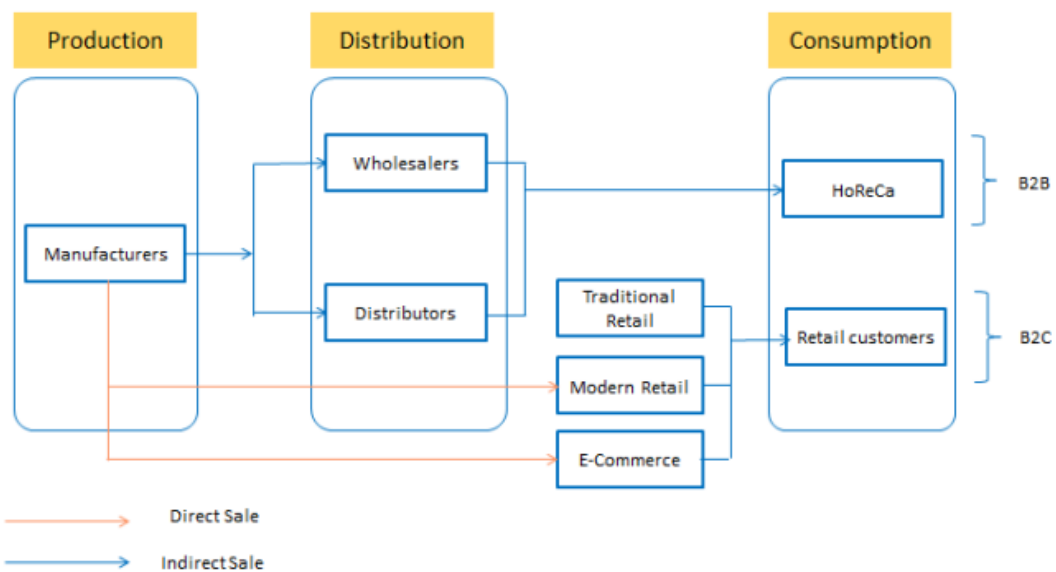 Production
Distribution
Consumption
Wholesalers
HoReCa
B2B
Manufacturers
Traditional
Retail
Distributors
Retail customers
B2C
Modern Retail
E-Commerce
Direct Sale
Indirect Sale